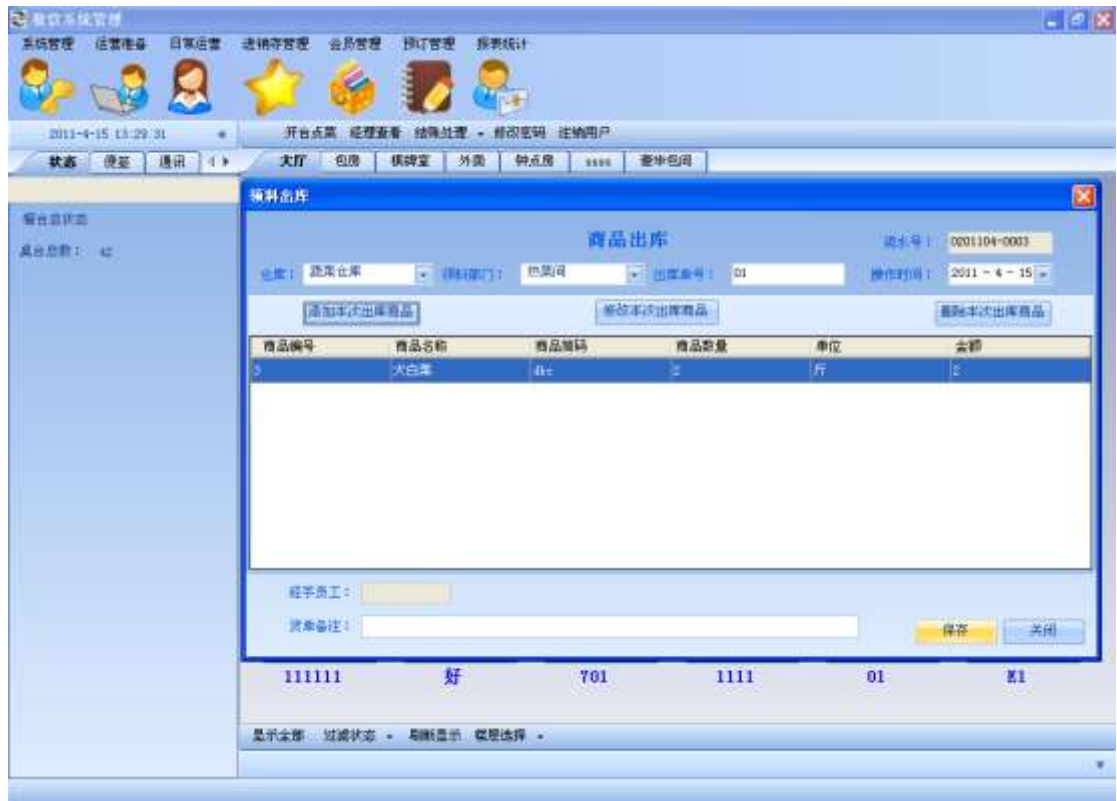 餐饮系统管理
系统管理 运营准备 日常运营 进销存管理 会员管理 预订管理 报表统计
2011-4-15 13:29:31
开台点菜 经理查看 结账处理 修改密码 注销用户
状态 便签 通讯 大厅 包房 棋牌室 外卖 钟点房 ssss 豪华包间
领料出库
餐台总状态
桌台总数： 42
商品出库
流水号： 0201104-0003
仓库： 蔬菜仓库 领料部门： 热菜间 出库单号： 01 操作时间： 2011 - 4 - 15
添加本次出库商品 修改本次出库商品 删除本次出库商品
商品编号 商品名称 商品简码 商品数量 单位 金额
3 大白菜 dbc 2 斤 2
经手员工：
货单备注： 保存 关闭
111111 好 701 1111 01 K1
显示全部 过滤状态 刷新显示 楼层选择